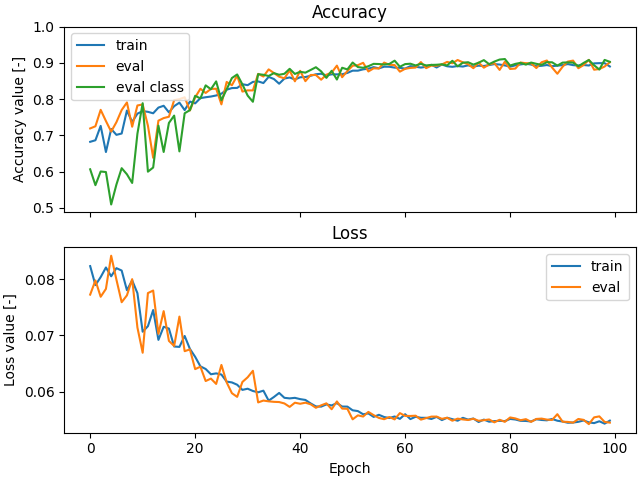 Accuracy
1.0
0.9
0.8
0.7
0.6
0.5
Accuracy value [-]
train
eval
eval class
Loss
0.08
0.07
0.06
Loss value [-]
train
eval
0
20
40
60
80
100
Epoch